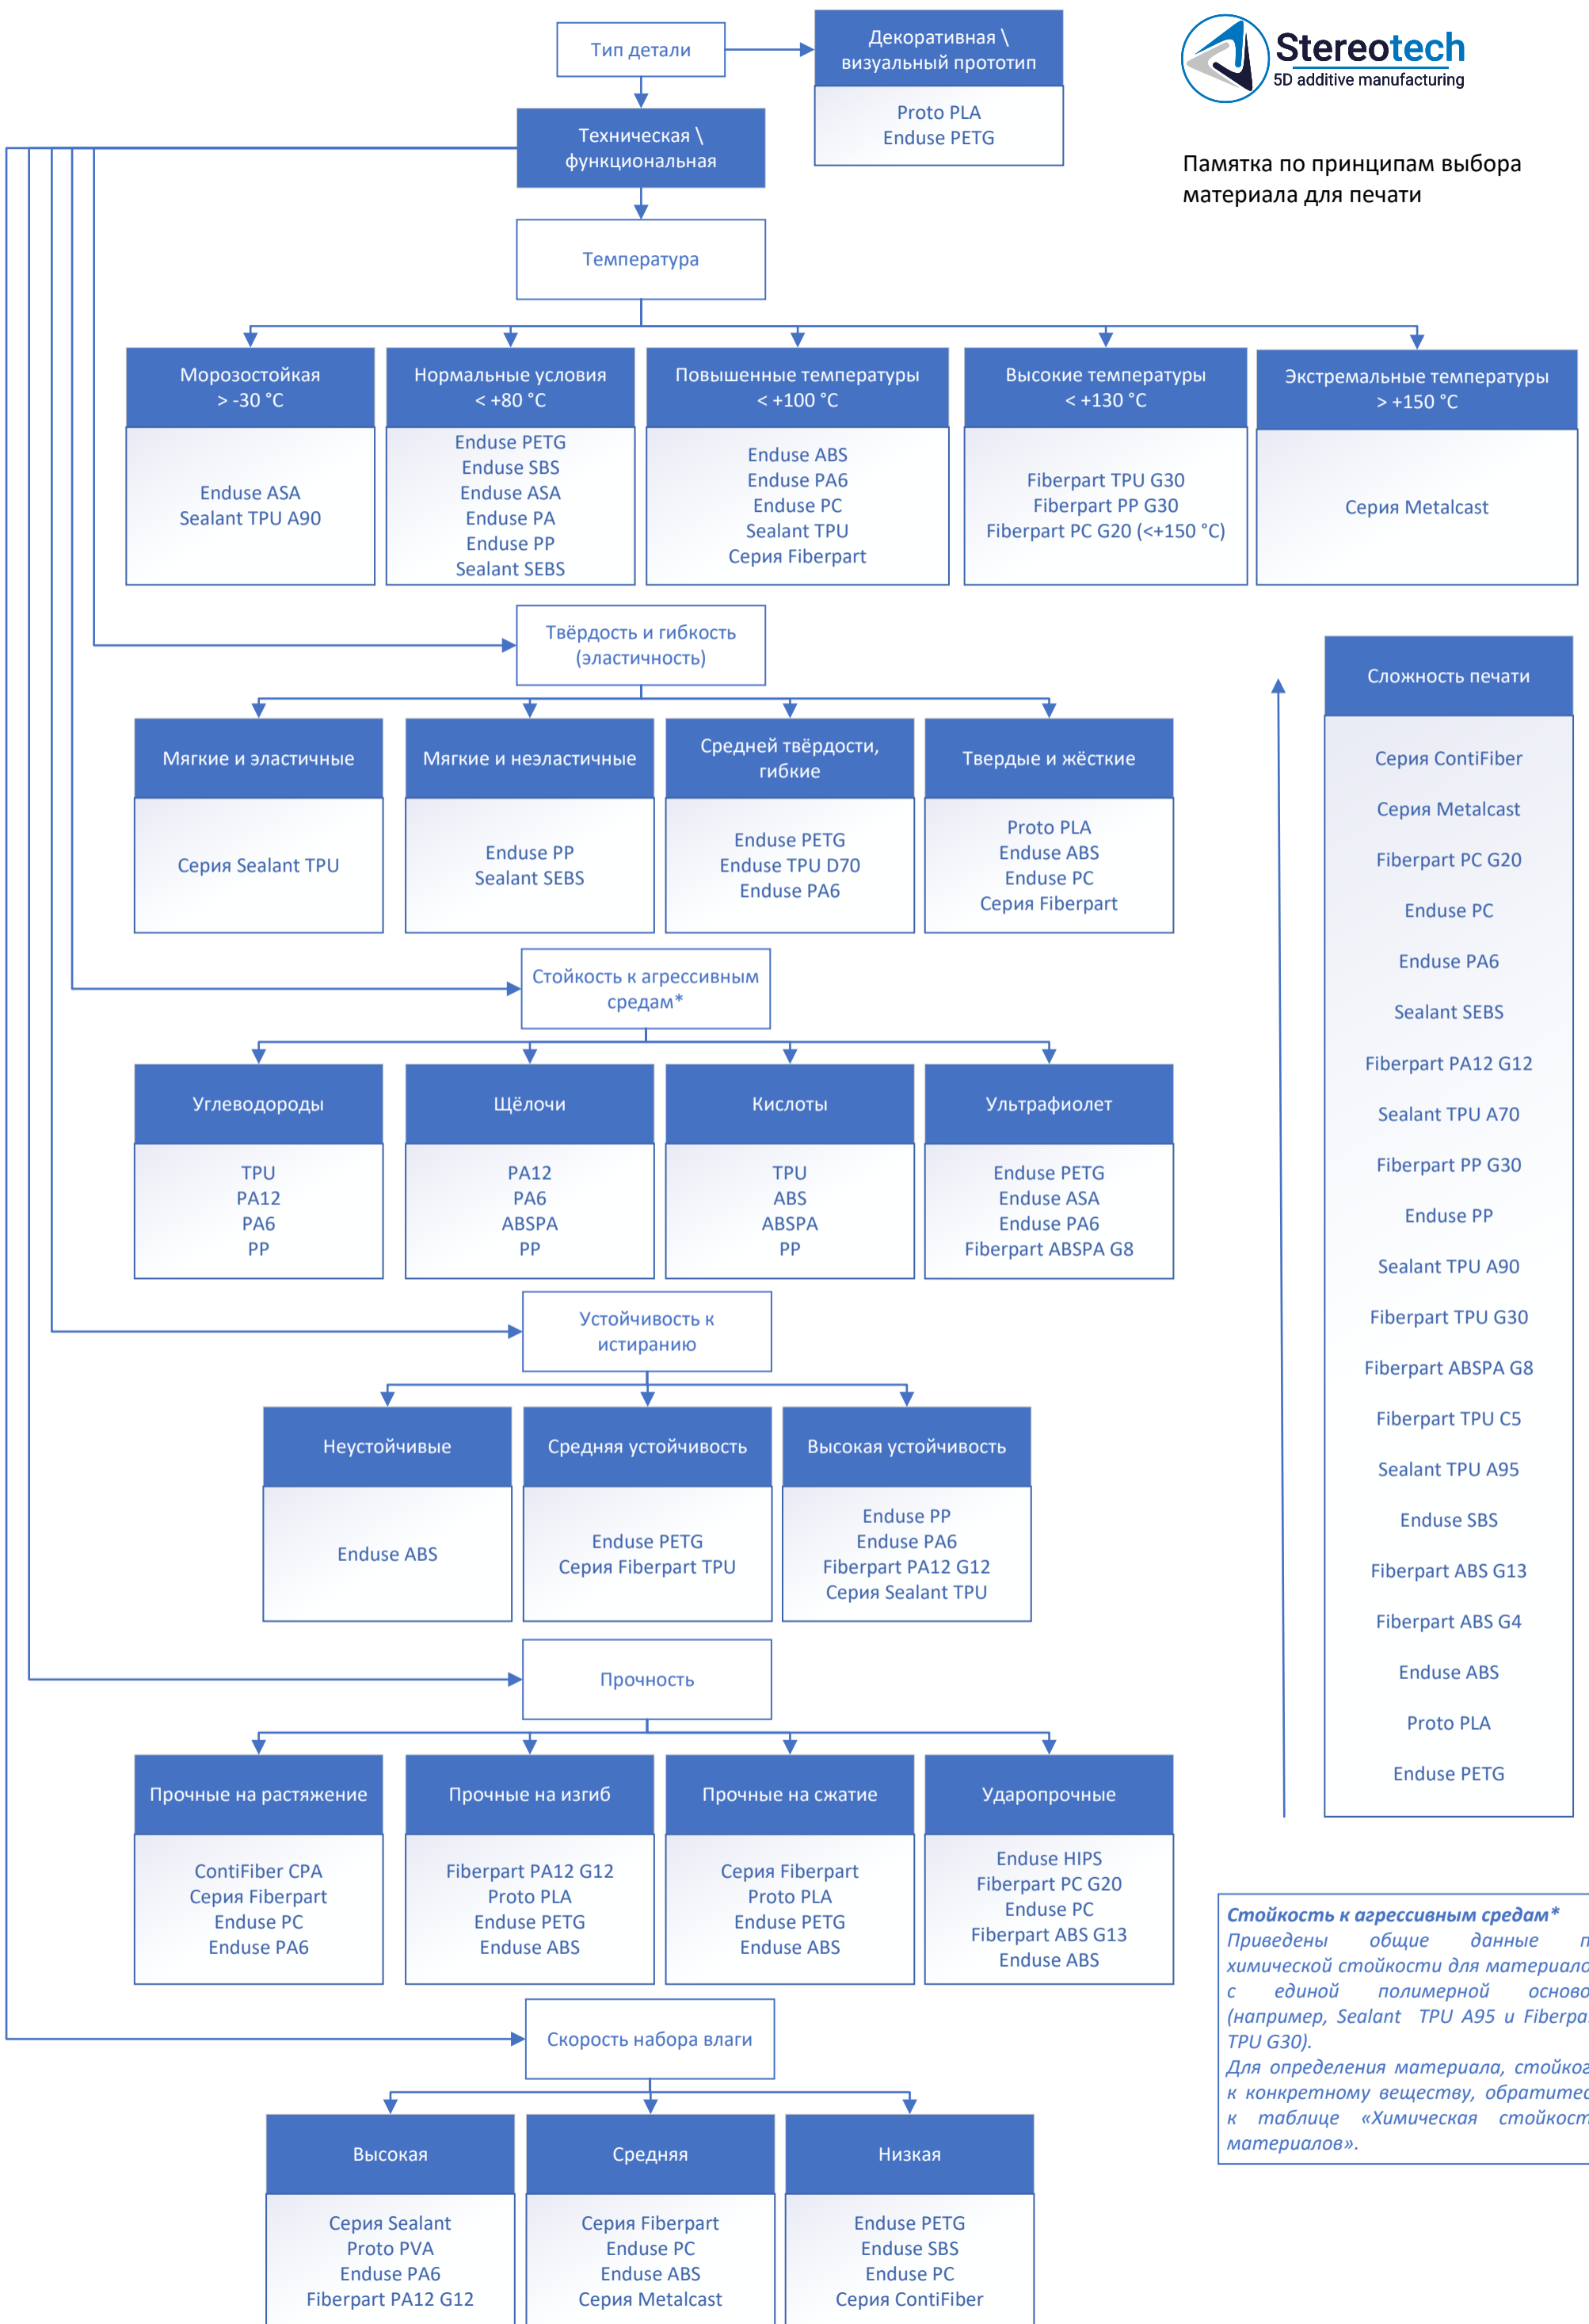 Тип детали
Декоративная \
визуальный прототип
Proto PLA
Enduse PETG
Stereotech
5D additive manufacturing
Памятка по принципам выбора
материала для печати
Техническая \
функциональная
Температура
Морозостойкая
> -30 °C
Enduse ASA
Sealant TPU A90
Нормальные условия
< +80 °C
Enduse PETG
Enduse SBS
Enduse ASA
Enduse PA
Enduse PP
Sealant SEBS
Повышенные температуры
< +100 °C
Enduse ABS
Enduse PA6
Enduse PC
Sealant TPU
Серия Fiberpart
Высокие температуры
< +130 °C
Fiberpart TPU G30
Fiberpart PP G30
Fiberpart PC G20 (<+150 °C)
Экстремальные температуры
> +150 °C
Серия Metalcast
Твёрдость и гибкость
(эластичность)
Мягкие и эластичные
Серия Sealant TPU
Мягкие и неэластичные
Enduse PP
Sealant SEBS
Средней твёрдости,
гибкие
Enduse PETG
Enduse TPU D70
Enduse PA6
Твердые и жёсткие
Proto PLA
Enduse ABS
Enduse PC
Серия Fiberpart
Стойкость к агрессивным
средам*
Углеводороды
TPU
PA12
PA6
PP
Щёлочи
PA12
PA6
ABSPA
PP
Кислоты
TPU
ABS
ABSPA
PP
Ультрафиолет
Enduse PETG
Enduse ASA
Enduse PA6
Fiberpart ABSPA G8
Устойчивость к
истиранию
Неустойчивые
Enduse ABS
Средняя устойчивость
Enduse PETG
Серия Fiberpart TPU
Высокая устойчивость
Enduse PP
Enduse PA6
Fiberpart PA12 G12
Серия Sealant TPU
Прочность
Прочные на растяжение
ContiFiber CPA
Серия Fiberpart
Enduse PC
Enduse PA6
Прочные на изгиб
Fiberpart PA12 G12
Proto PLA
Enduse PETG
Enduse ABS
Прочные на сжатие
Серия Fiberpart
Proto PLA
Enduse PETG
Enduse ABS
Ударопрочные
Enduse HIPS
Fiberpart PC G20
Enduse PC
Fiberpart ABS G13
Enduse ABS
Скорость набора влаги
Высокая
Серия Sealant
Proto PVA
Enduse PA6
Fiberpart PA12 G12
Средняя
Серия Fiberpart
Enduse PC
Enduse ABS
Серия Metalcast
Низкая
Enduse PETG
Enduse SBS
Enduse PC
Серия ContiFiber
Сложность печати
Серия ContiFiber
Серия Metalcast
Fiberpart PC G20
Enduse PC
Enduse PA6
Sealant SEBS
Fiberpart PA12 G12
Sealant TPU A70
Fiberpart PP G30
Enduse PP
Sealant TPU A90
Fiberpart TPU G30
Fiberpart ABSPA G8
Fiberpart TPU C5
Sealant TPU A95
Enduse SBS
Fiberpart ABS G13
Fiberpart ABS G4
Enduse ABS
Proto PLA
Enduse PETG
Стойкость к агрессивным средам*
Приведены общие данные
химической стойкости для
с единой полимерной
(например, Sealant TPU A95 и
TPU G30).
Для определения материала,
к конкретному веществу,
к таблице «Химическая
материалов».